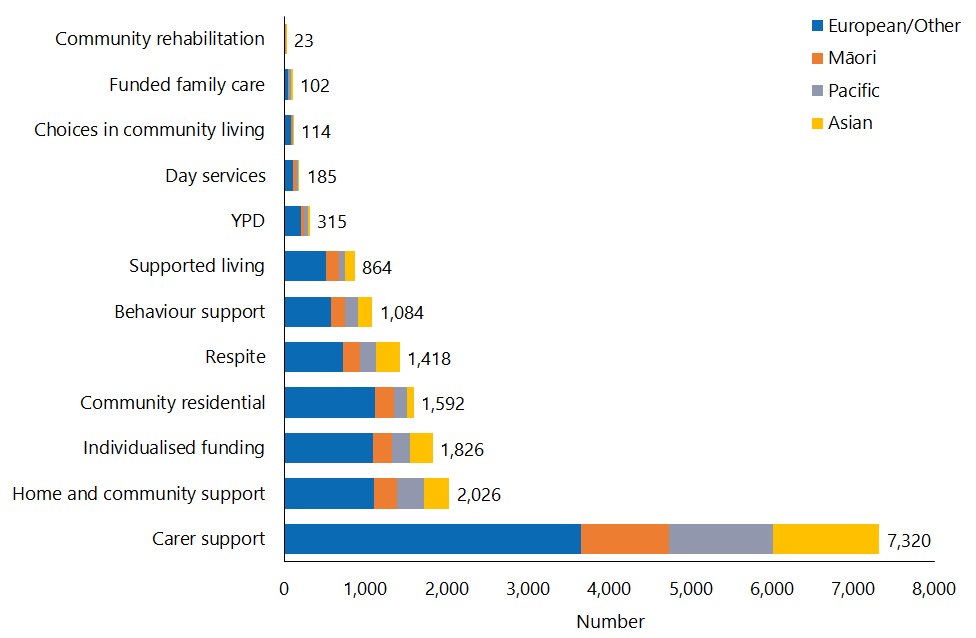 European/Other
Māori
Pacific
Asian
Community rehabilitation 23
Funded family care 102
Choices in community living 114
Day services 185
YPD 315
Supported living 864
Behaviour support 1,084
Respite 1,418
Community residential 1,592
Individualised funding 1,826
Home and community support 2,026
Carer support 7,320
0 1,000 2,000 3,000 4,000 5,000 6,000 7,000 8,000
Number